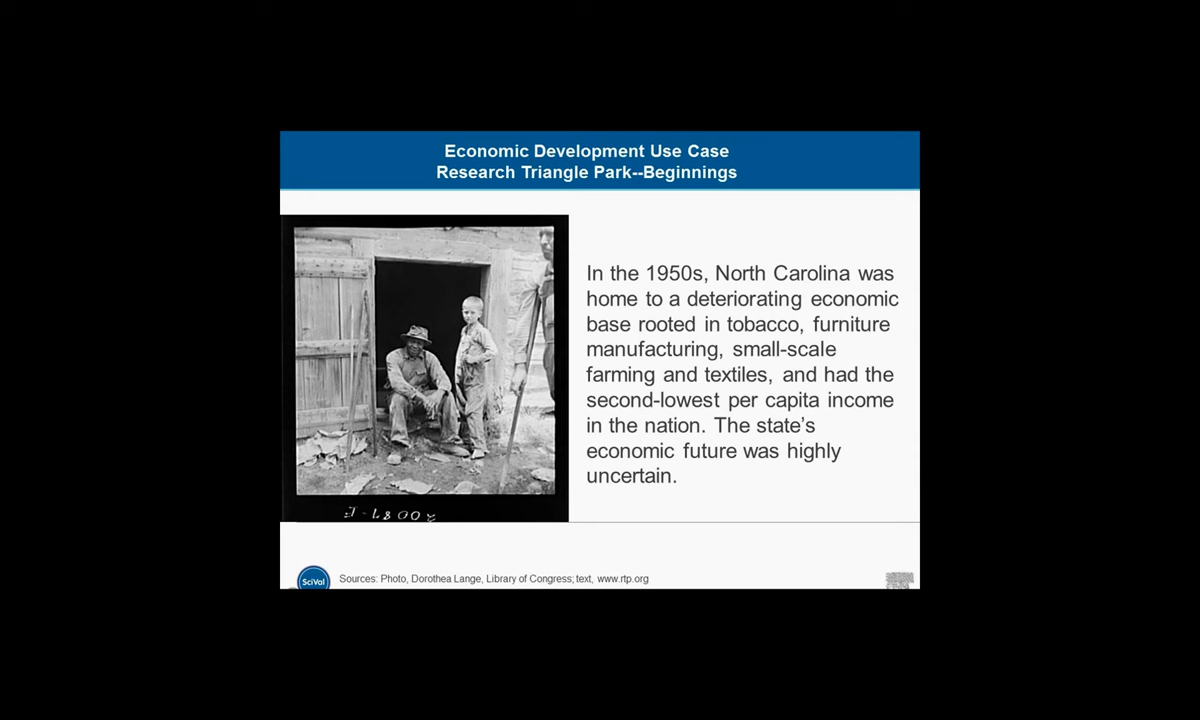 Economic Development Use Case
Research Triangle Park--Beginnings
In the 1950s, North Carolina was
home to a deteriorating economic
base rooted in tobacco, furniture
manufacturing, small-scale
farming and textiles, and had the
second-lowest per capita income
in the nation. The state’s
economic future was highly
uncertain.
SciVal
Sources: Photo, Dorothea Lange, Library of Congress; text, www.rtp.org